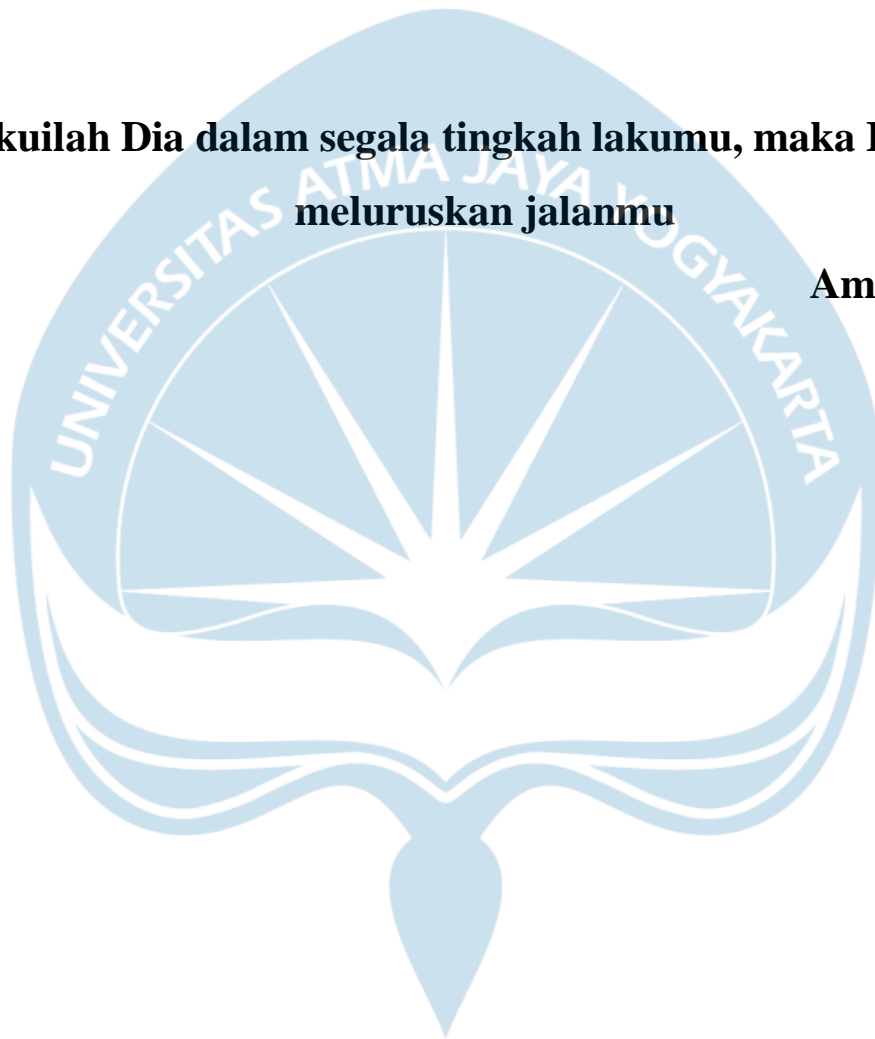 kuilah Dia dalam segala tingkah lakumu, maka
UNIVERSITAS ATMA JAYA YOGYAKARTA
meluruskan jalanmu
Am